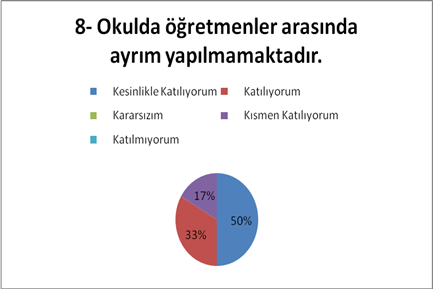 8- Okulda öğretmenler arasında
ayrım yapılmamaktadır.
Kesinlikle Katılıyorum
Katılıyorum
Kararsızım
Kısmen Katılıyorum
Katılmıyorum
17%
50%
33%